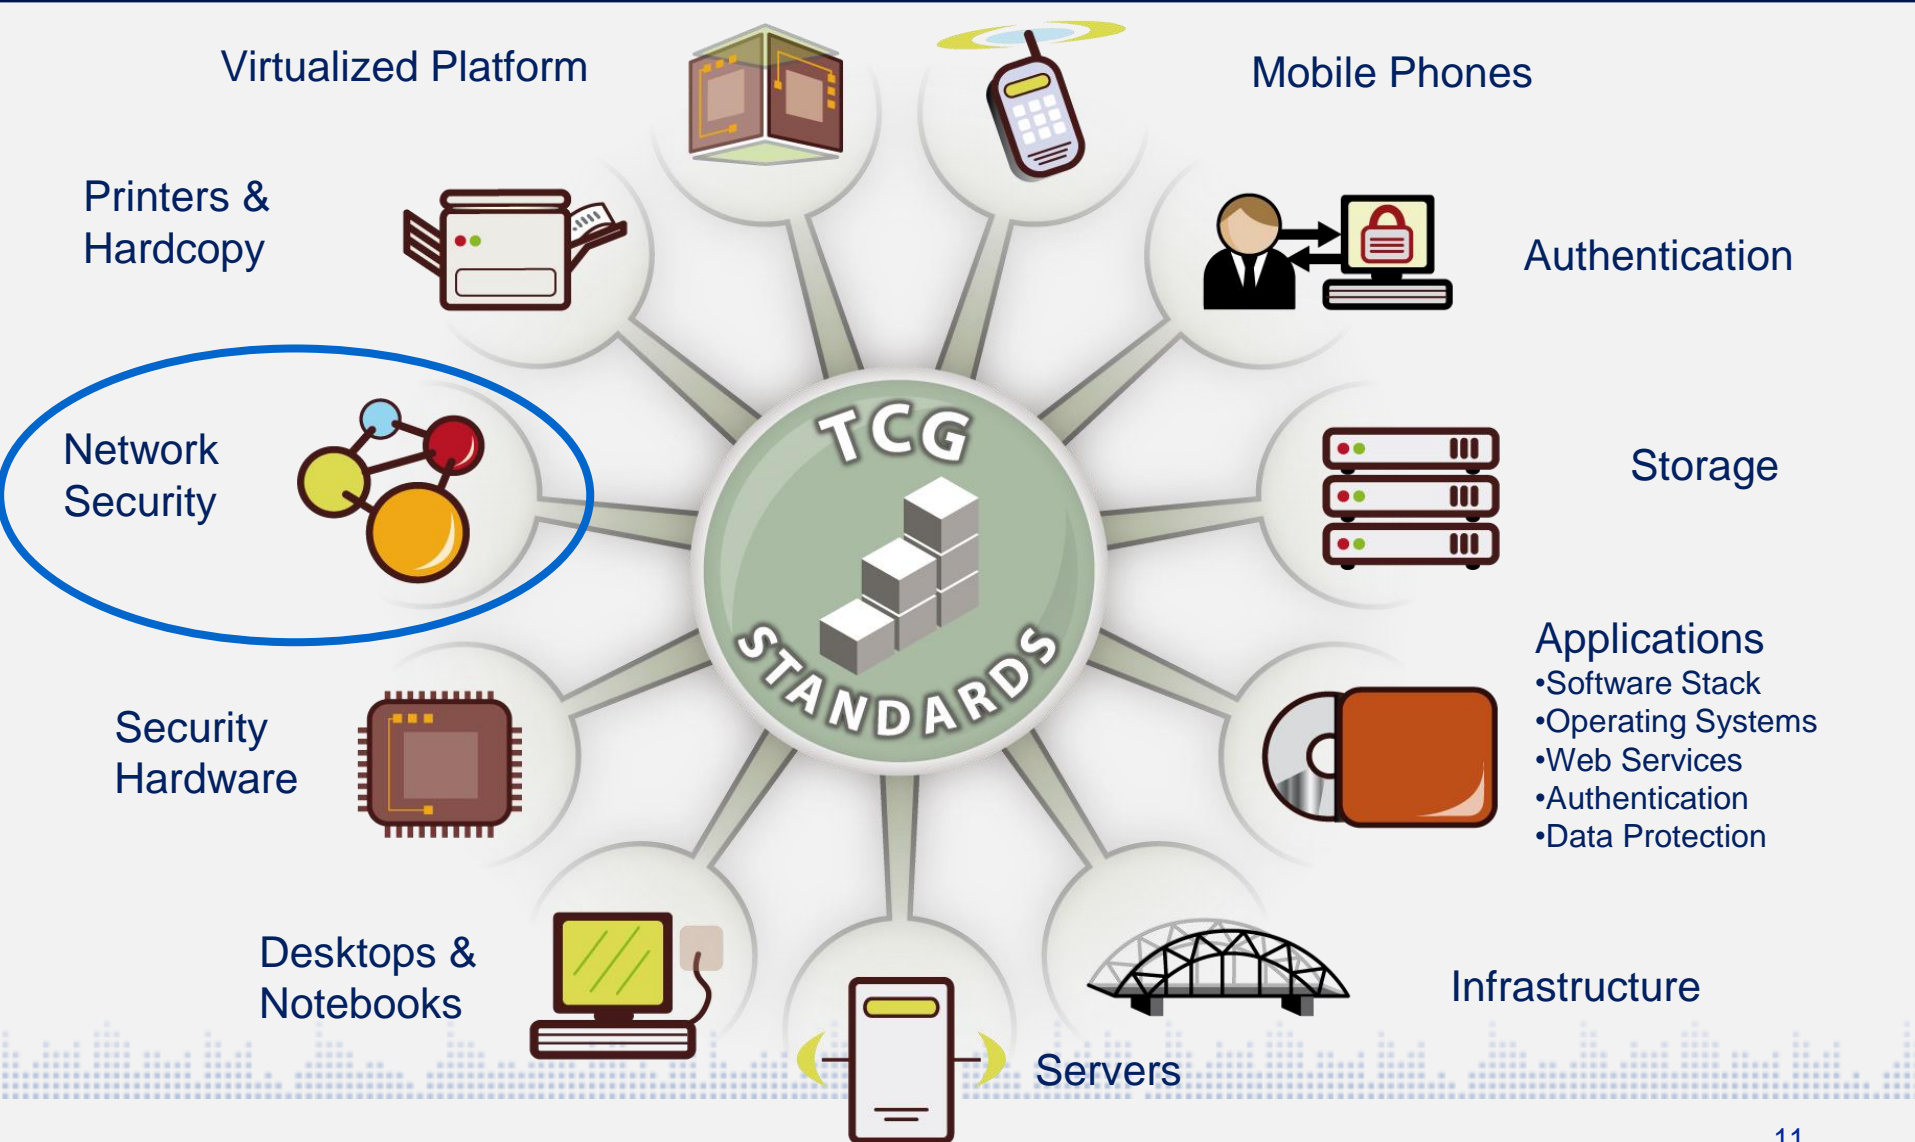 Virtualized Platform
Mobile Phones
Printers &
Hardcopy
Authentication
Network
Security
TCG
STANDARDS
Storage
Applications
•Software Stack
•Operating Systems
•Web Services
•Authentication
•Data Protection
Security
Hardware
Desktops &
Notebooks
Infrastructure
Servers
11